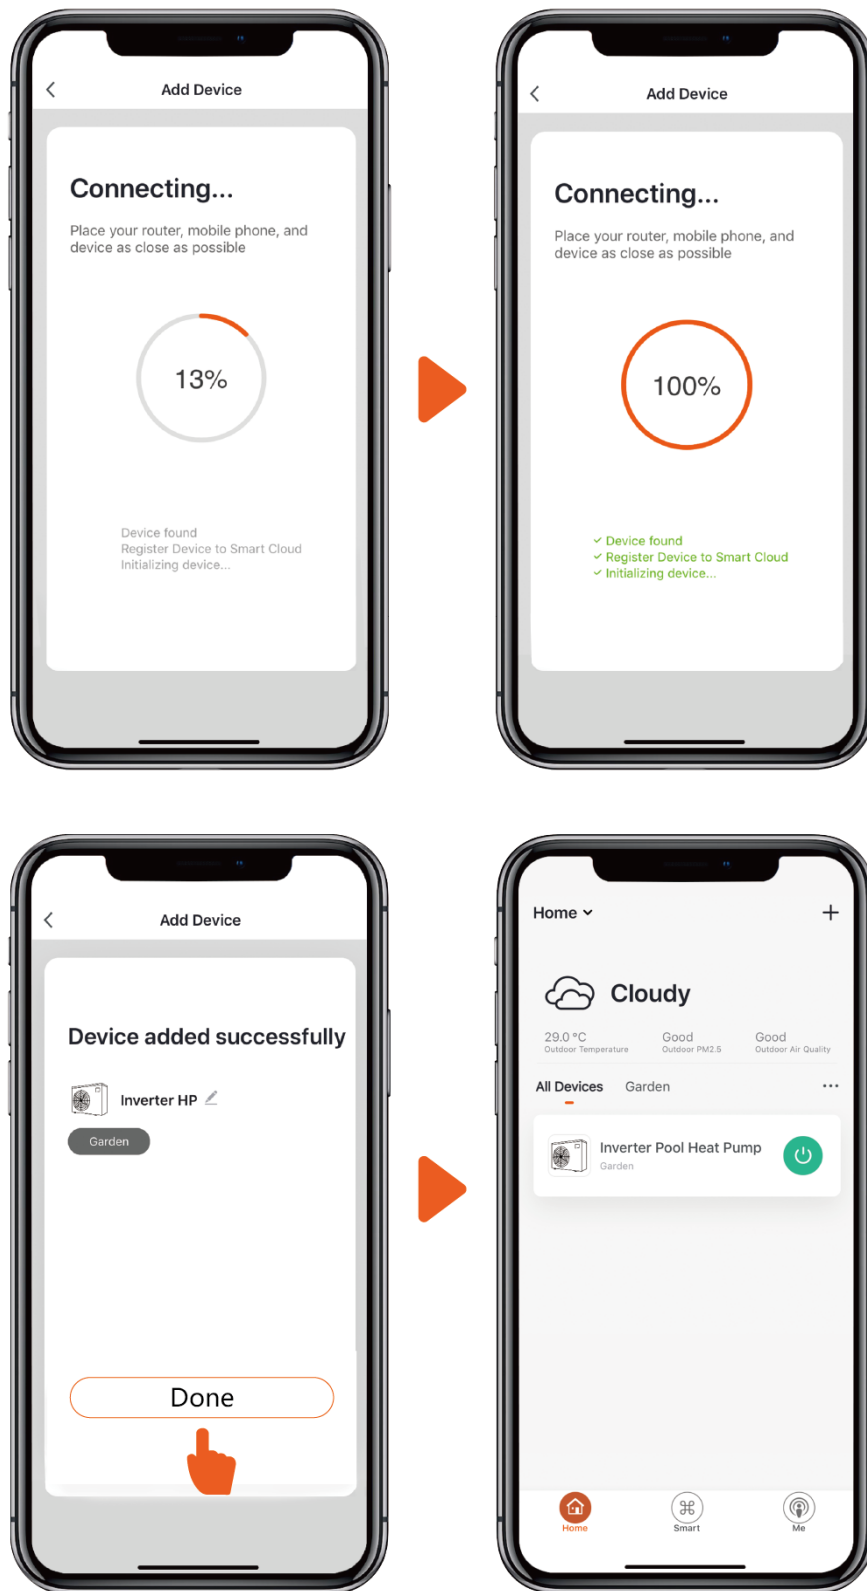 Add Device
Connecting...
Place your router, mobile phone, and
device as close as possible
13%
Device found
Register Device to Smart Cloud
Initializing device...
Add Device
Connecting...
Place your router, mobile phone, and
device as close as possible
100%
Device found
Register Device to Smart Cloud
Initializing device...
Add Device
Device added successfully
Inverter HP
Garden
Done
Home
Cloudy
29.0 °C Good Good
Outdoor Temperature Outdoor PM2.5 Outdoor Air Quality
All Devices Garden
Inverter Pool Heat Pump
Garden
Home Smart Me